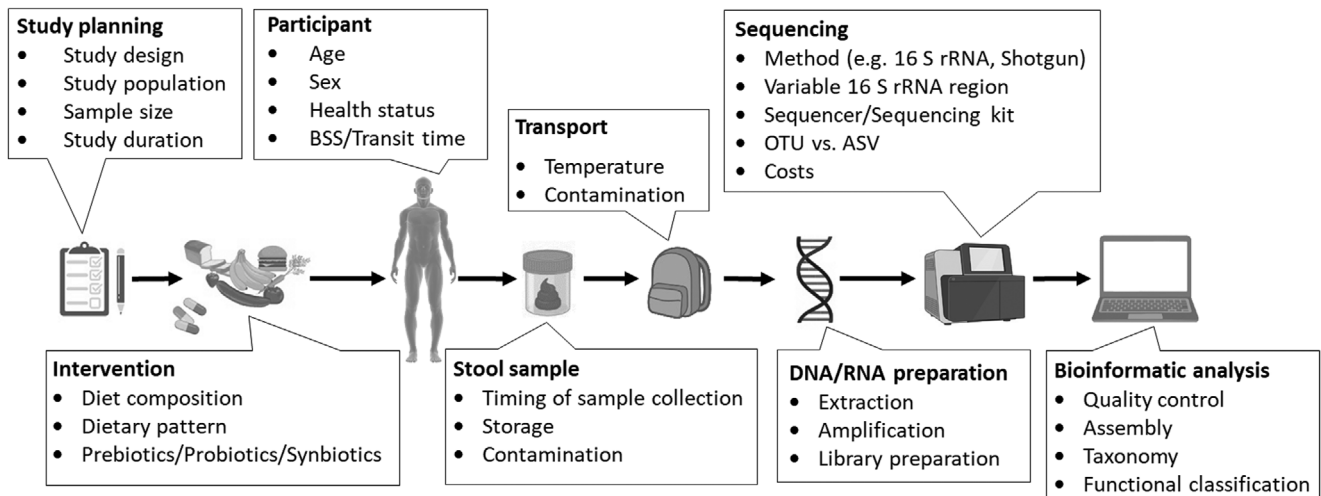 Study planning
• Study design
• Study population
• Sample size
• Study duration
Participant
• Age
• Sex
• Health status
• BSS/Transit time
Transport
• Temperature
• Contamination
Sequencing
• Method (e.g. 16 S rRNA, Shotgun)
• Variable 16 S rRNA region
• Sequencer/Sequencing kit
• OTU vs. ASV
• Costs
Intervention
• Diet composition
• Dietary pattern
• Prebiotics/Probiotics/Synbiotics
Stool sample
• Timing of sample collection
• Storage
• Contamination
DNA/RNA preparation
• Extraction
• Amplification
• Library preparation
Bioinformatic analysis
• Quality control
• Assembly
• Taxonomy
• Functional classification